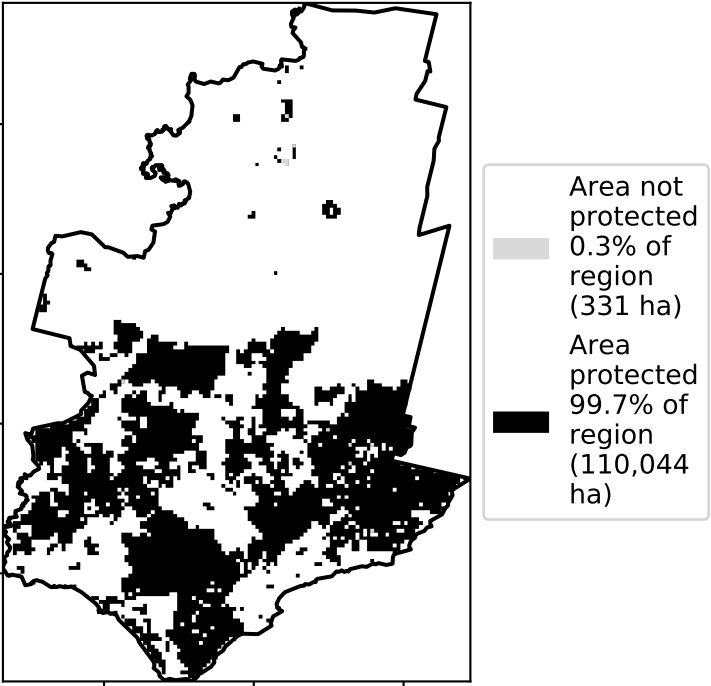 Area not
protected
0.3% of
region
(331 ha)
Area
protected
99.7% of
region
(110,044
ha)